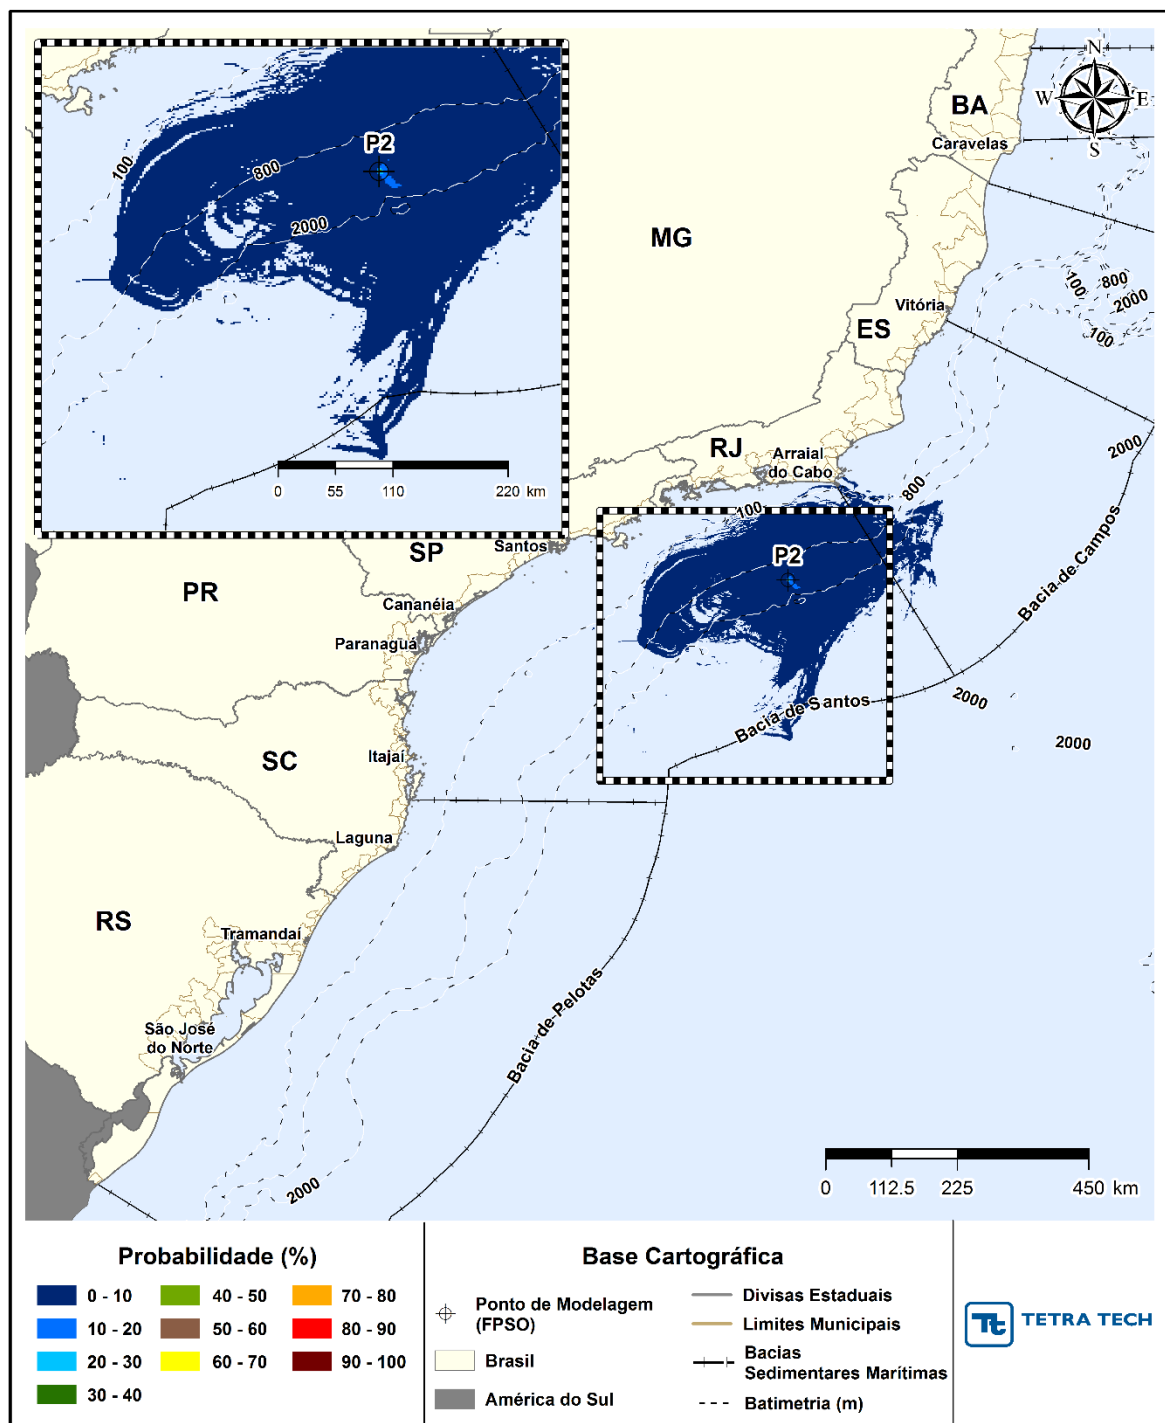 P2
100
800
2000
0 55 110 220 km
N
W E
S
BA
Caravelas
MG
Vitória
ES
100
800
2000
100
RJ
Arraial
do Cabo
2000
800
100
P2
Bacia de Campos
Bacia de Santos
2000
2000
SP
Santos
PR
Cananéia
Paranaguá
SC
Itajaí
Laguna
RS
Tramandaí
São José
do Norte
Bacia de Pelotas
2000
0 112.5 225 450 km
Probabilidade (%)
0 - 10
10 - 20
20 - 30
30 - 40
40 - 50
50 - 60
60 - 70
70 - 80
80 - 90
90 - 100
Base Cartográfica
Ponto de Modelagem
(FPSO)
Brasil
América do Sul
Divisas Estaduais
Limites Municipais
Bacias
Sedimentares Marítimas
Batimetria (m)
Tt TETRA TECH